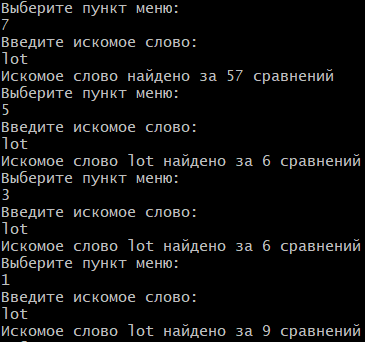 Выберите пункт меню:
7
Введите искомое слово:
lot
Искомое слово найдено за 57 сравнений
Выберите пункт меню:
5
Введите искомое слово:
lot
Искомое слово lot найдено за 6 сравнений
Выберите пункт меню:
3
Введите искомое слово:
lot
Искомое слово lot найдено за 6 сравнений
Выберите пункт меню:
1
Введите искомое слово:
lot
Искомое слово lot найдено за 9 сравнений